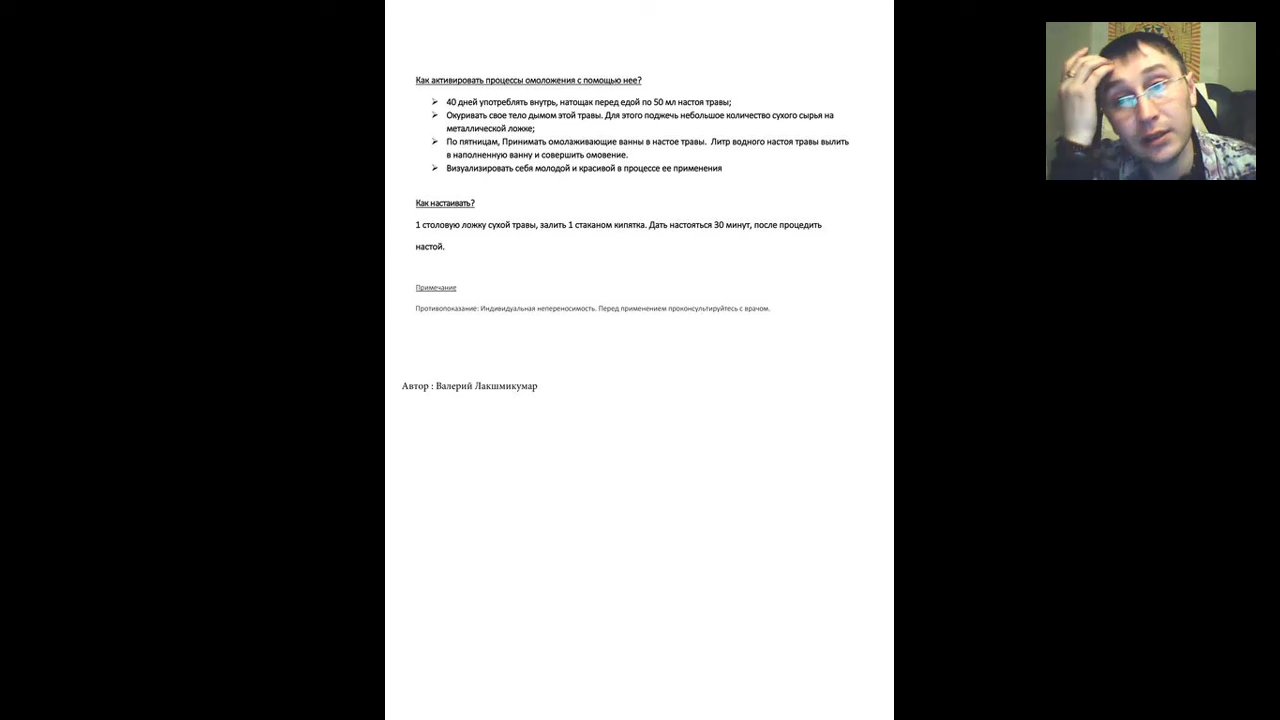 Как активировать процессы омоложения с помощью нее?
➢ 40 дней употреблять внутрь, натощак перед едой по 50 мл настоя травы;
➢ Окуривать свое тело дымом этой травы. Для этого поджечь небольшое количество сухого сырья на
металлической ложке;
➢ По пятницам, Принимать омолаживающие ванны в настое травы. Литр водного настоя травы вылить
в наполненную ванну и совершить омовение.
➢ Визуализировать себя молодой и красивой в процессе ее применения
Как настаивать?
1 столовую ложку сухой травы, залить 1 стаканом кипятка. Дать настояться 30 минут, после процедить
настой.
Примечание
Противопоказание: Индивидуальная непереносимость. Перед применением проконсультируйтесь с врачом.
Автор : Валерий Лакшмикумар